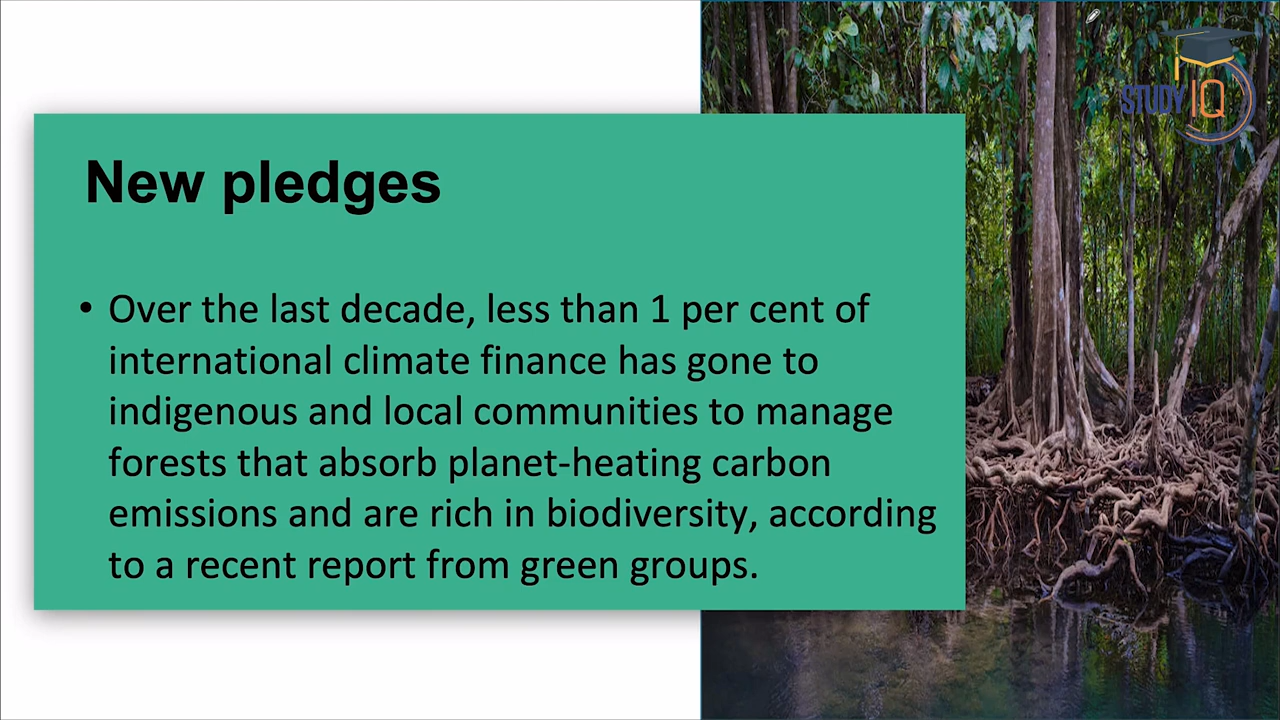 STUDY IQ
New pledges
• Over the last decade, less than 1 per cent of
international climate finance has gone to
indigenous and local communities to manage
forests that absorb planet-heating carbon
emissions and are rich in biodiversity, according
to a recent report from green groups.